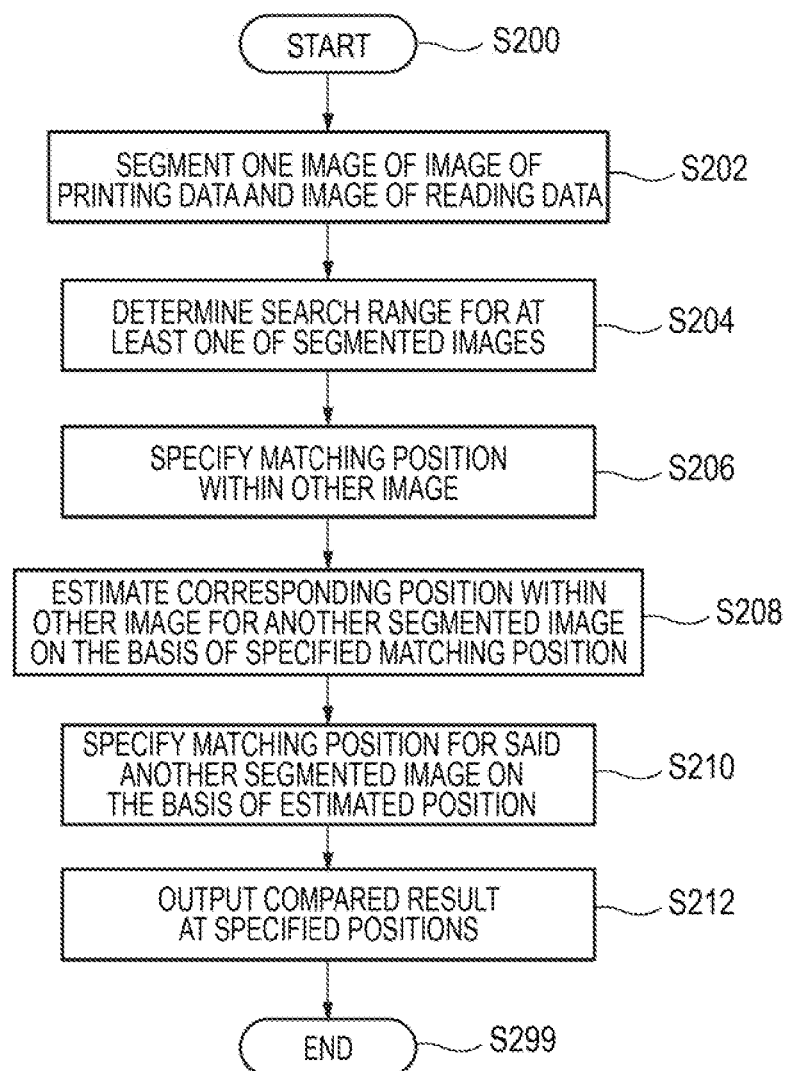 START
S200
SEGMENT ONE IMAGE OF IMAGE OF
PRINTING DATA AND IMAGE OF READING DATA
S202
DETERMINE SEARCH RANGE FOR AT
LEAST ONE OF SEGMENTED IMAGES
S204
SPECIFY MATCHING POSITION
WITHIN OTHER IMAGE
S206
ESTIMATE CORRESPONDING POSITION WITHIN
OTHER IMAGE FOR ANOTHER SEGMENTED IMAGE
ON THE BASIS OF SPECIFIED MATCHING POSITION
S208
SPECIFY MATCHING POSITION FOR SAID
ANOTHER SEGMENTED IMAGE ON
THE BASIS OF ESTIMATED POSITION
S210
OUTPUT COMPARED RESULT
AT SPECIFIED POSITIONS
S212
END
S299